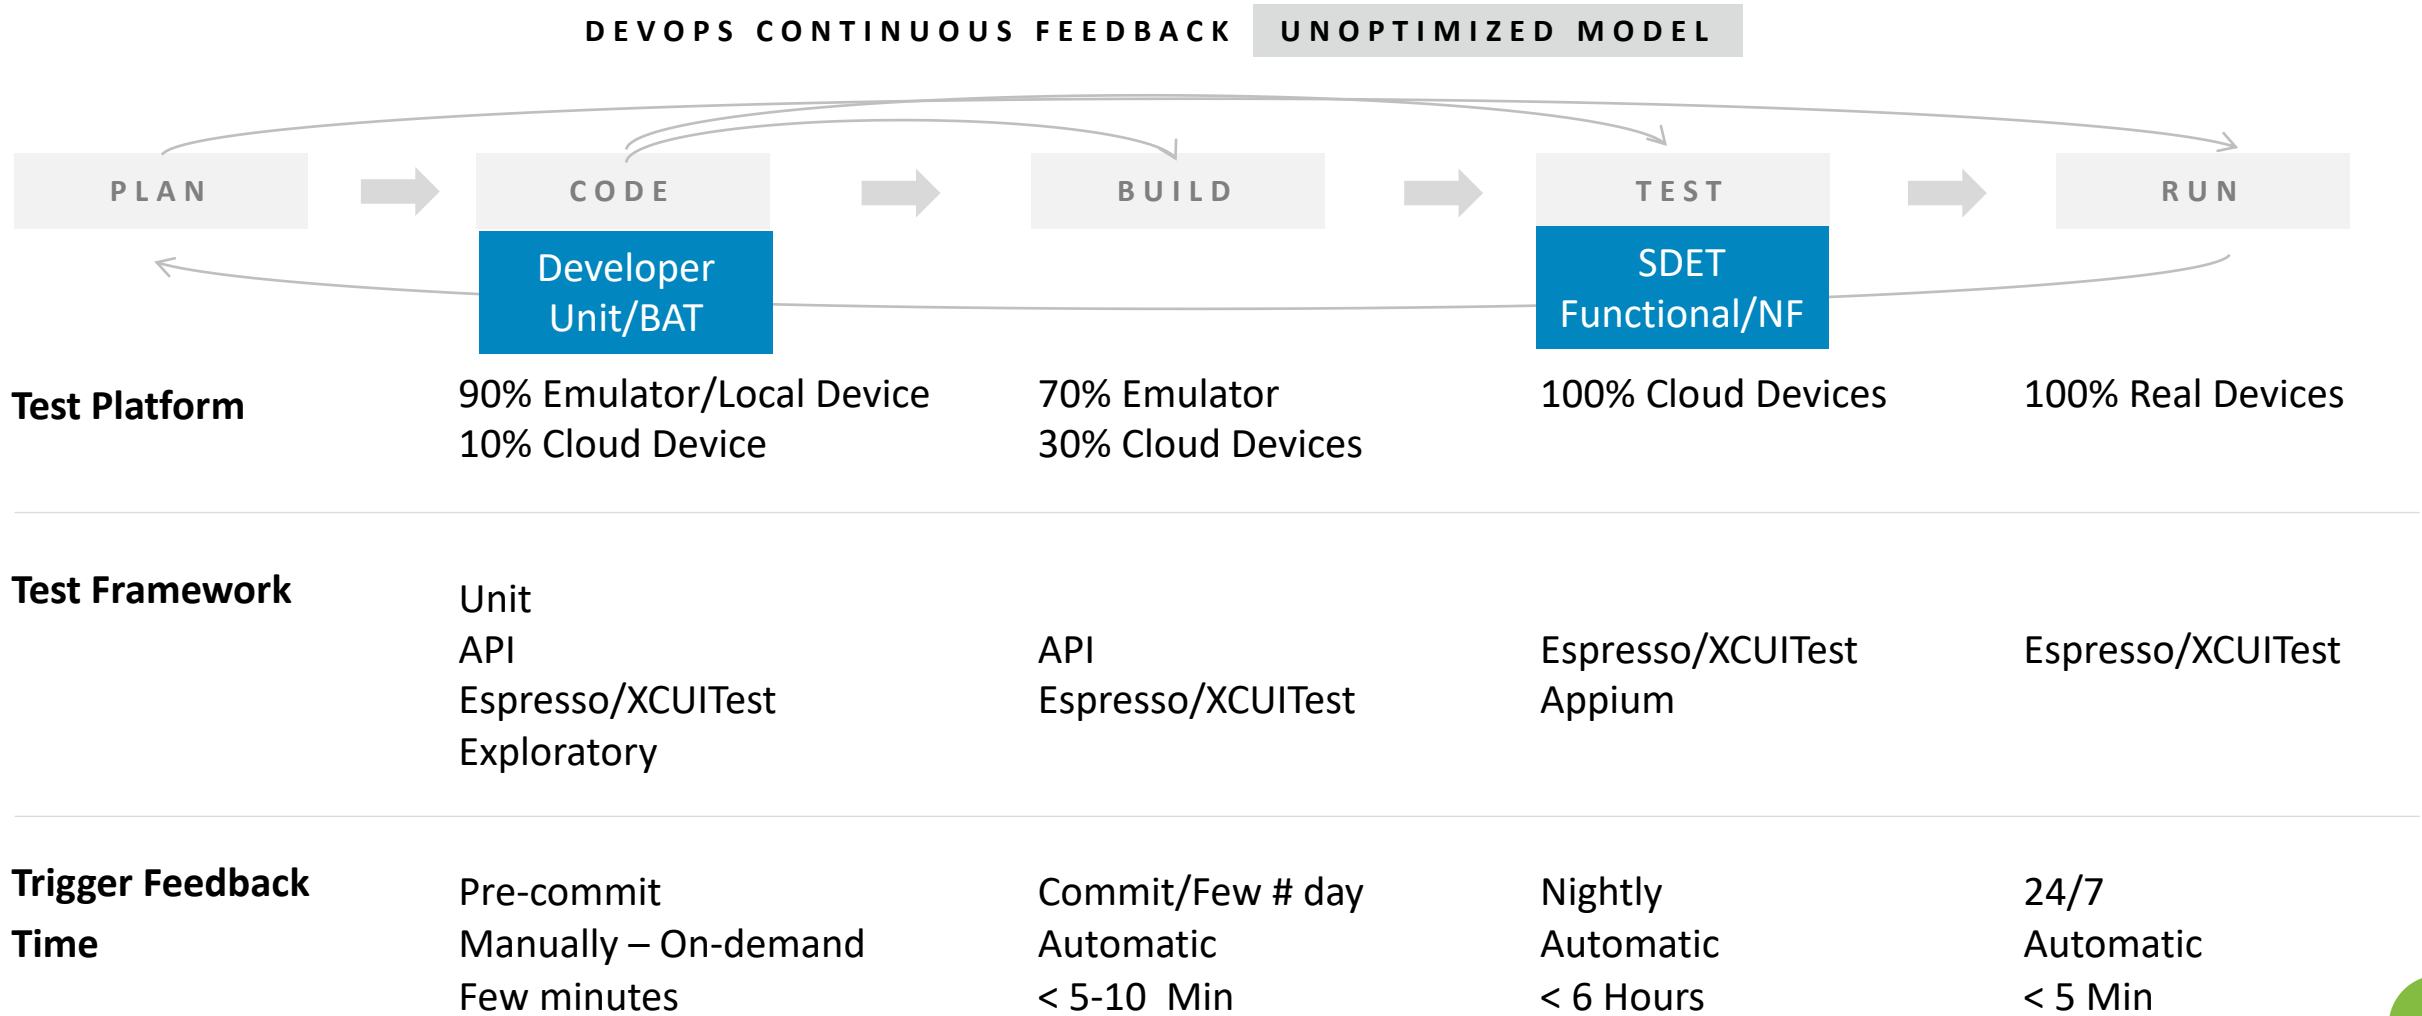 DEVOPS CONTINUOUS FEEDBACK UNOPTIMIZED MODEL
PLAN
CODE
BUILD
TEST
RUN
Developer
Unit/BAT
SDET
Functional/NF
Test Platform
90% Emulator/Local Device
10% Cloud Device
70% Emulator
30% Cloud Devices
100% Cloud Devices
100% Real Devices
Test Framework
Unit
API
Espresso/XCUITest
Exploratory
API
Espresso/XCUITest
Espresso/XCUITest
Appium
Espresso/XCUITest
Trigger Feedback
Time
Pre-commit
Manually – On-demand
Few minutes
Commit/Few # day
Automatic
< 5-10 Min
Nightly
Automatic
< 6 Hours
24/7
Automatic
< 5 Min